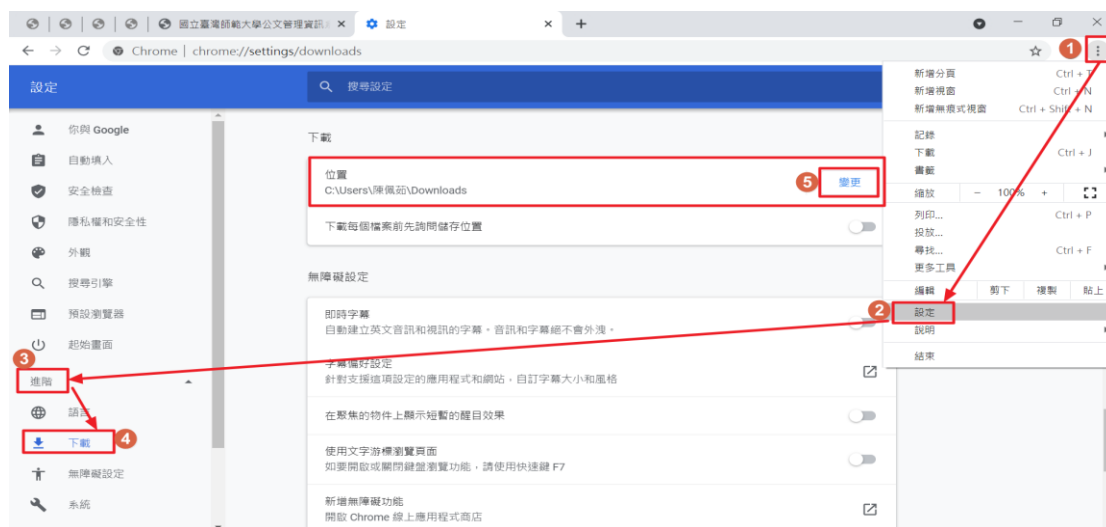 國立臺灣師範大學公文管理資訊
設定
Chrome | chrome://settings/downloads
1
設定
搜尋設定
你與 Google
自動填入
安全檢查
隱私權和安全性
外觀
搜尋引擎
預設瀏覽器
起始畫面
3
進階
語言
下載
4
無障礙設定
系統
下載
位置
C:\Users\陳佩茹\Downloads
5
變更
下載每個檔案前先詢問儲存位置
無障礙設定
即時字幕
自動建立英文音訊和視訊的字幕。音訊和字幕絕不會外洩。
字幕偏好設定
針對支援這項設定的應用程式和網站,自訂字幕大小和風格
在聚焦的物件上顯示短暫的醒目效果
使用文字游標瀏覽頁面
如要開啟或關閉鍵盤瀏覽功能,請使用快速鍵 F7
新增無障礙功能
開啟 Chrome 線上應用程式商店
新增分頁 Ctrl + T
新增視窗 Ctrl + N
新增無痕式視窗 Ctrl + Shift + N
記錄
下載 Ctrl + J
書籤
縮放 − 100% +
列印... Ctrl + P
投放...
尋找... Ctrl + F
更多工具
編輯 剪下 複製 貼上
2
設定
說明
結束